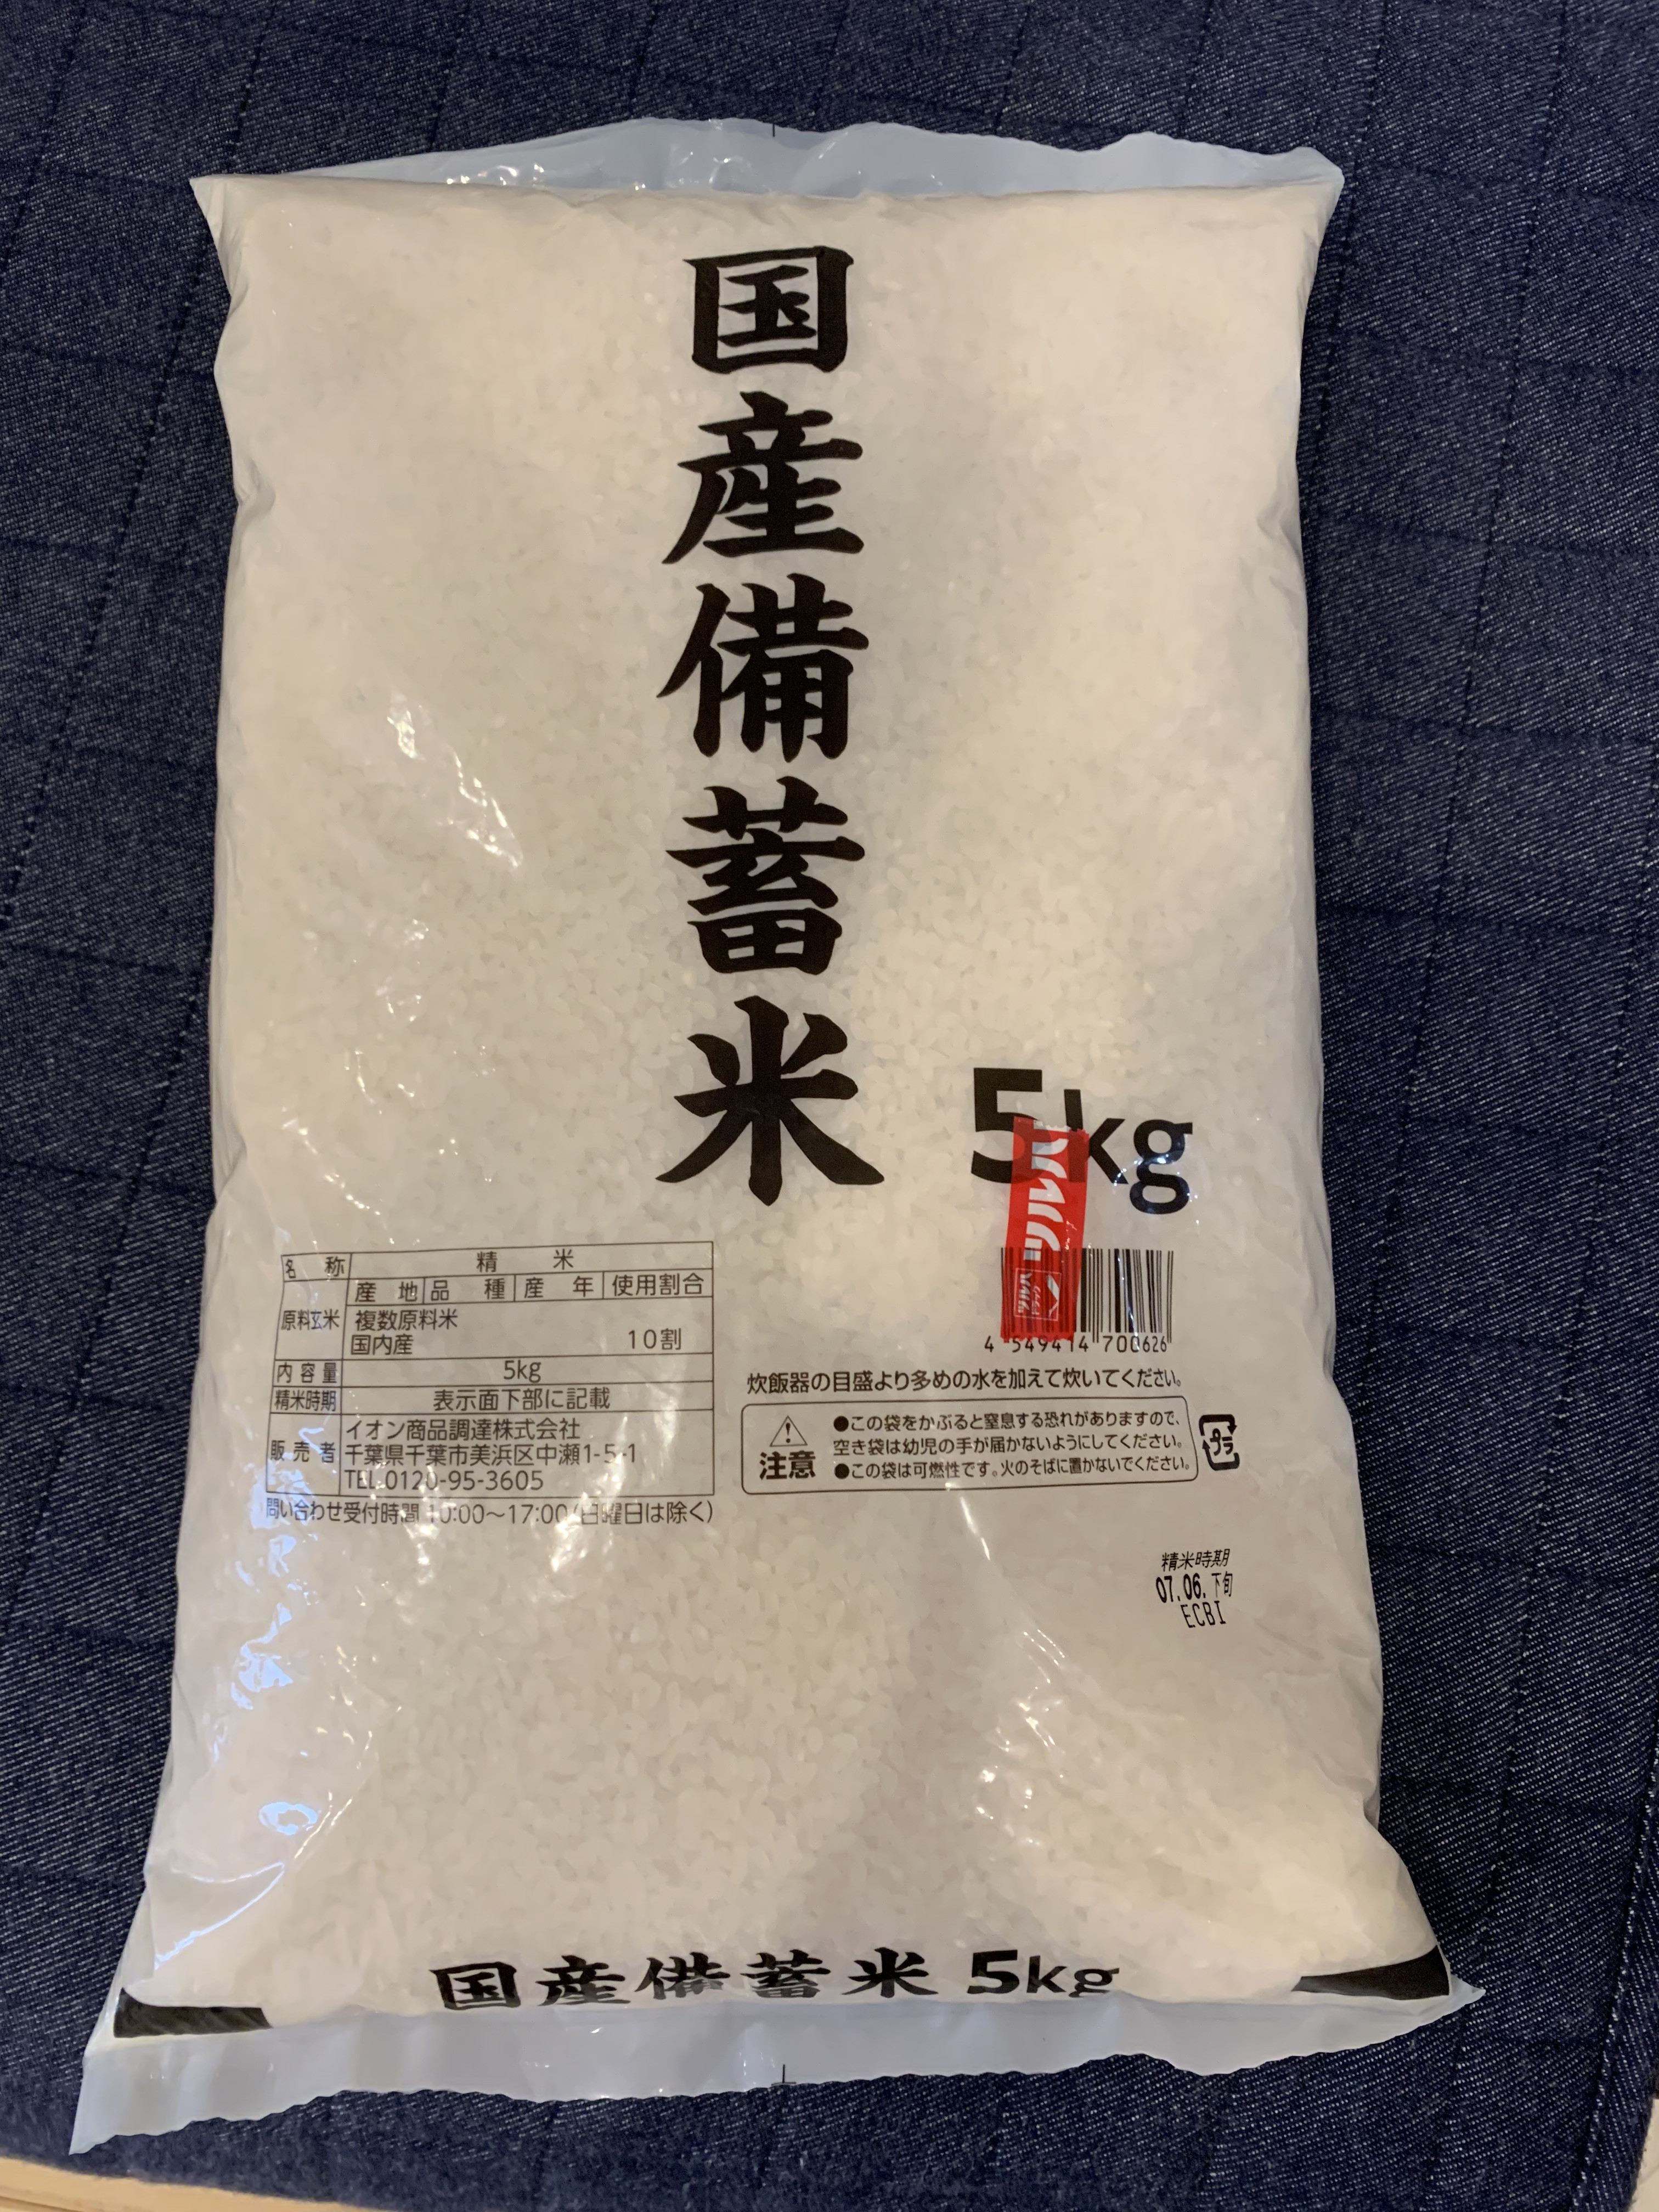 国産備蓄米
5kg
ツルハ
ツルハ
ドラッグ
4 549414 700626
名称 精米
原料玄米 産地 品種 産年 使用割合
複数原料米
国内産 10割
内容量 5kg
精米時期 表示面下部に記載
販売者 イオン商品調達株式会社
千葉県千葉市美浜区中瀬1-5-1
TEL 0120-95-3605
問い合わせ受付時間 10:00～17:00(日曜日は除く)
炊飯器の目盛より多めの水を加えて炊いてください。
注意
●この袋をかぶると窒息する恐れがありますので、
空き袋は幼児の手が届かないようにしてください。
●この袋は可燃性です。火のそばに置かないでください。
プラ
精米時期
07.06.下旬
ECBI
国産備蓄米 5kg